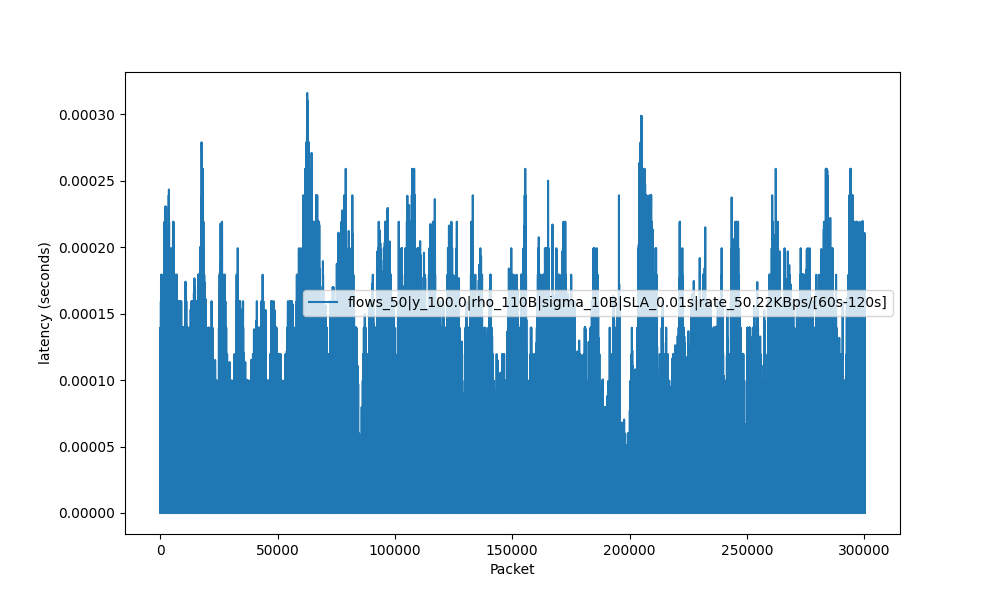 0.00030
0.00025
0.00020
0.00015
0.00010
0.00005
0.00000
latency (seconds)
flows_50|y_100.0|rho_110B|sigma_10B|SLA_0.01s|rate_50.22KBps/[60s-120s]
0 50000 100000 150000 200000 250000 300000
Packet